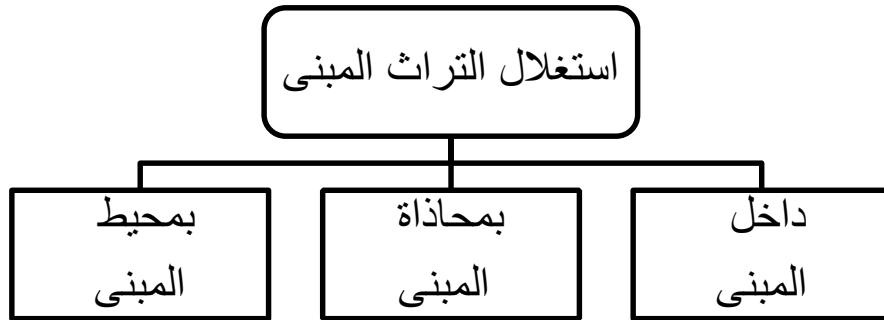 استغلال التراث المبنى
داخل
المبنى
بمحاذاة
المبنى
بمحيط
المبنى